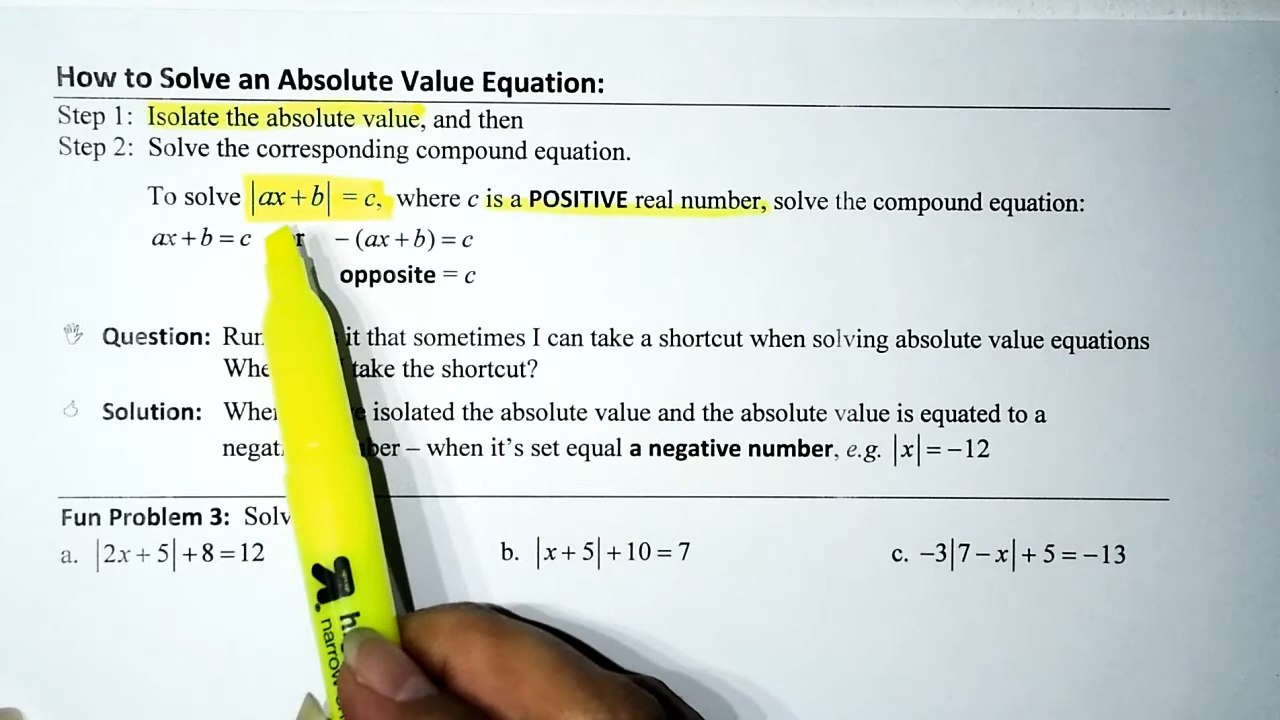 How to Solve an Absolute Value Equation:
Step 1: Isolate the absolute value, and then
Step 2: Solve the corresponding compound equation.
To solve |ax+b| = c, where c is a POSITIVE real number, solve the compound equation:
ax+b=c –(ax+b)=c
opposite = c
Question: it that sometimes I can take a shortcut when solving absolute value equations
take the shortcut?
Solution: isolated the absolute value and the absolute value is equated to a
– when it's set equal a negative number, e.g. |x|=−12
Fun Problem 3:
a. |2x+5|+8=12 b. |x+5|+10=7 c. −3|7−x|+5=−13